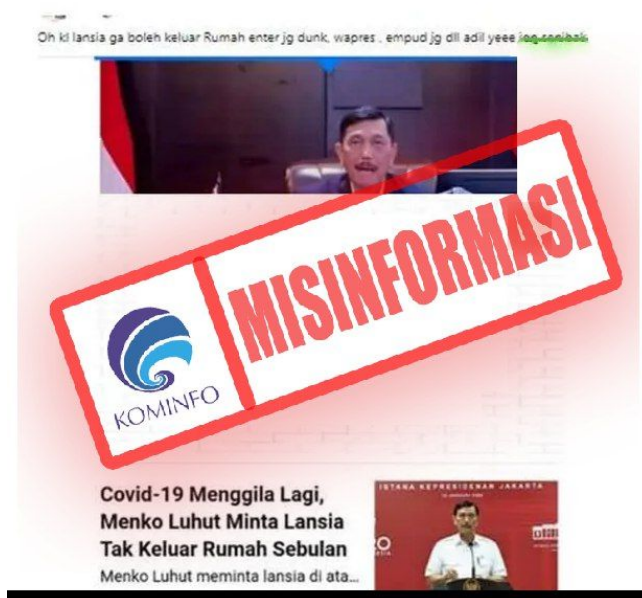 Oh kl lansia ga boleh keluar Rumah enter jg dunk, wapres , empud jg dll adil yeee
MISINFORMASI
KOMINFO
Covid-19 Menggila Lagi,
Menko Luhut Minta Lansia
Tak Keluar Rumah Sebulan
Menko Luhut meminta lansia di ata...
ISTANA KEPRESIDENAN JAKARTA